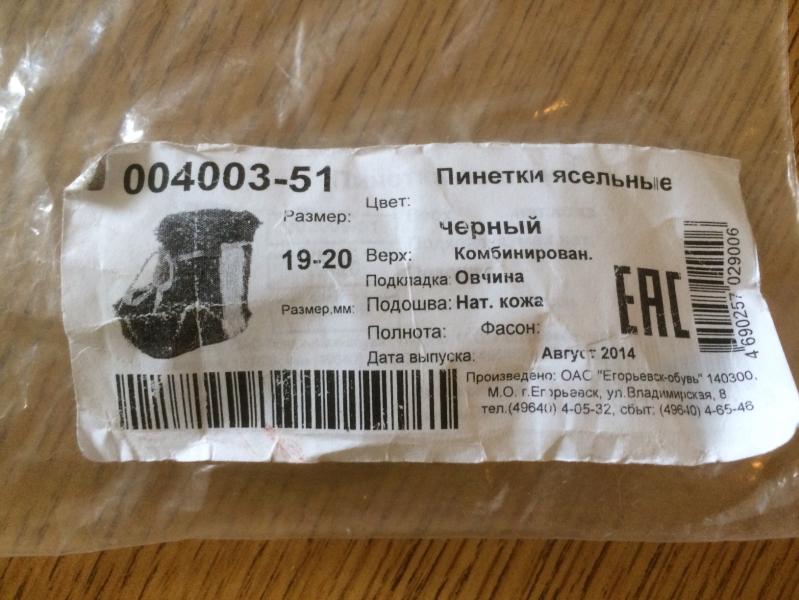 004003-51
Пинетки ясельные
Размер:
Цвет:
черный
19-20
Верх: Комбинирован.
Подкладка: Овчина
Размер,мм:
Подошва: Нат. кожа
Полнота: Фасон:
Дата выпуска: Август 2014
Произведено: ОАО "Егорьевск-обувь" 140300,
М.О. г.Егорьевск, ул.Владимирская, 8
тел.(49640) 4-05-32, сбыт: (49640) 4-65-46
EAC
4690257029006